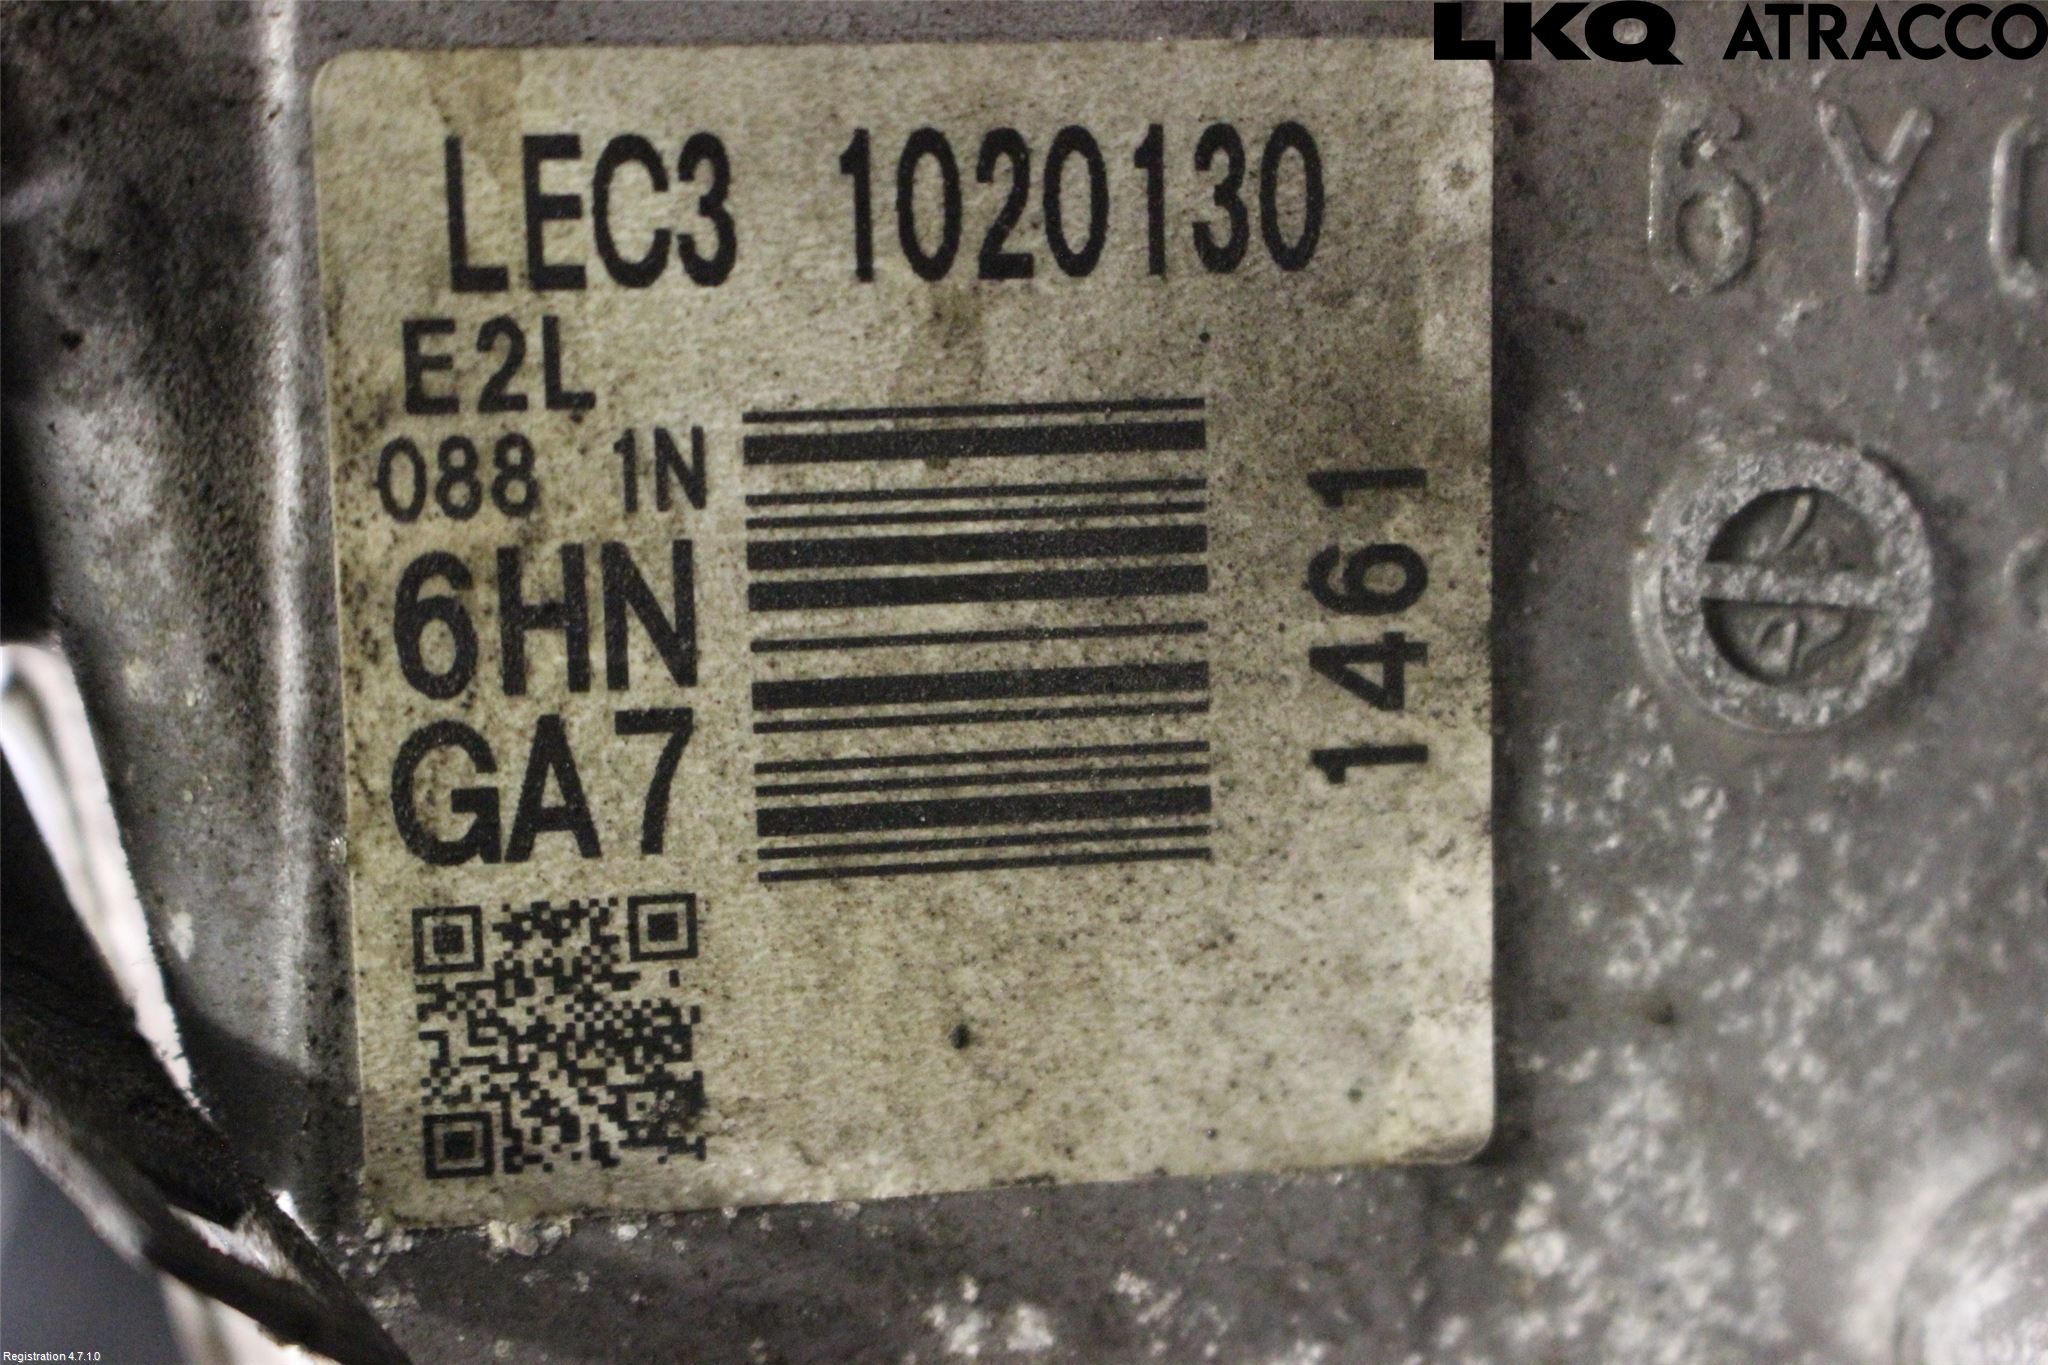 LKQ ATRACCO
6Y
LEC3 1020130
E2L
088 1N
6HN
GA7
1461
Registration 4.7.1.0